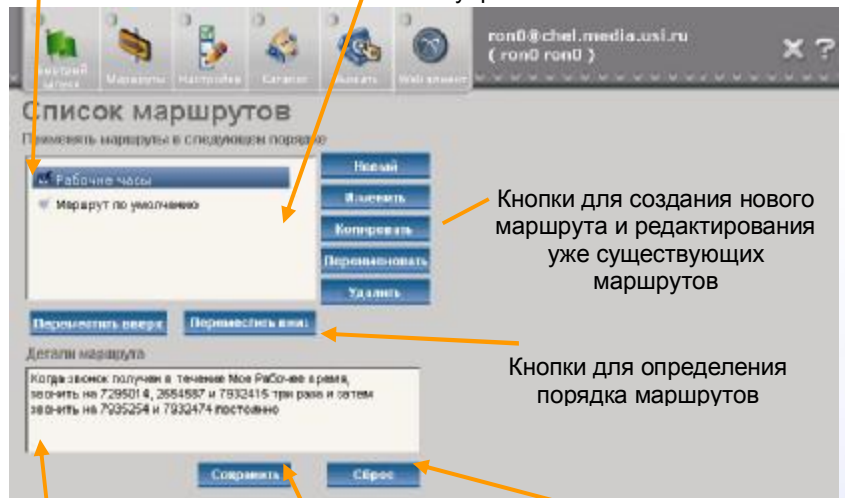 ron0@chel.media.usi.ru
( ron0 ron0 )
Маршруты
Настройки
Каталог
Список маршрутов
Применять маршруты в следующем порядке
Рабочие часы
Маршрут по умолчанию
Новый
Изменить
Копировать
Переименовать
Удалить
Кнопки для создания нового
маршрута и редактирования
уже существующих
маршрутов
Переместить вверх
Переместить вниз
Кнопки для определения
порядка маршрутов
Детали маршрута
Когда звонок получен в течение Мое Рабочее время,
звонить на 7295014, 2654587 и 7932415 три раза и затем
звонить на 7935254 и 7932474 постоянно
Сохранить
Сброс